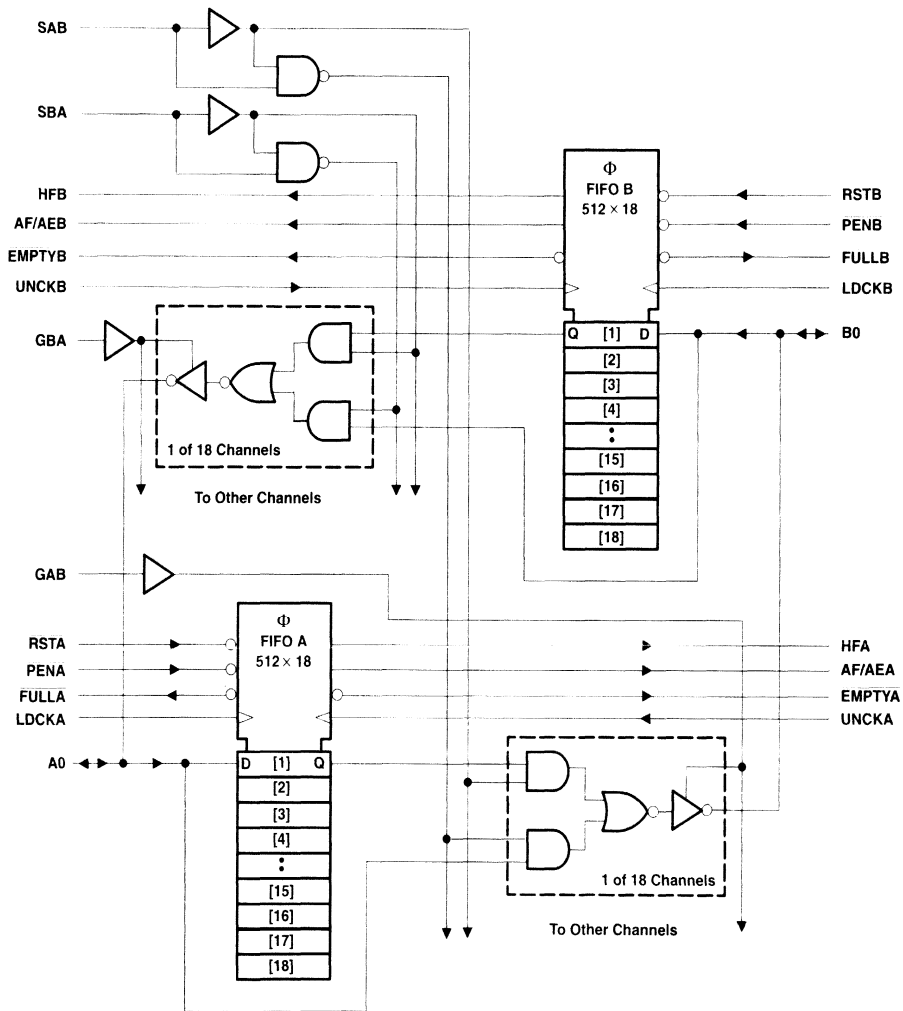 SAB
SBA
Φ
FIFO B
512 × 18
HFB
RSTB
AF/AEB
PENB
EMPTYB
FULLB
UNCKB
LDCKB
GBA
Q [1] D
B0
[2]
[3]
[4]
[15]
[16]
[17]
[18]
1 of 18 Channels
To Other Channels
GAB
Φ
FIFO A
512 × 18
RSTA
HFA
PENA
AF/AEA
FULLA
EMPTYA
LDCKA
UNCKA
A0
D [1] Q
[2]
[3]
[4]
[15]
[16]
[17]
[18]
1 of 18 Channels
To Other Channels